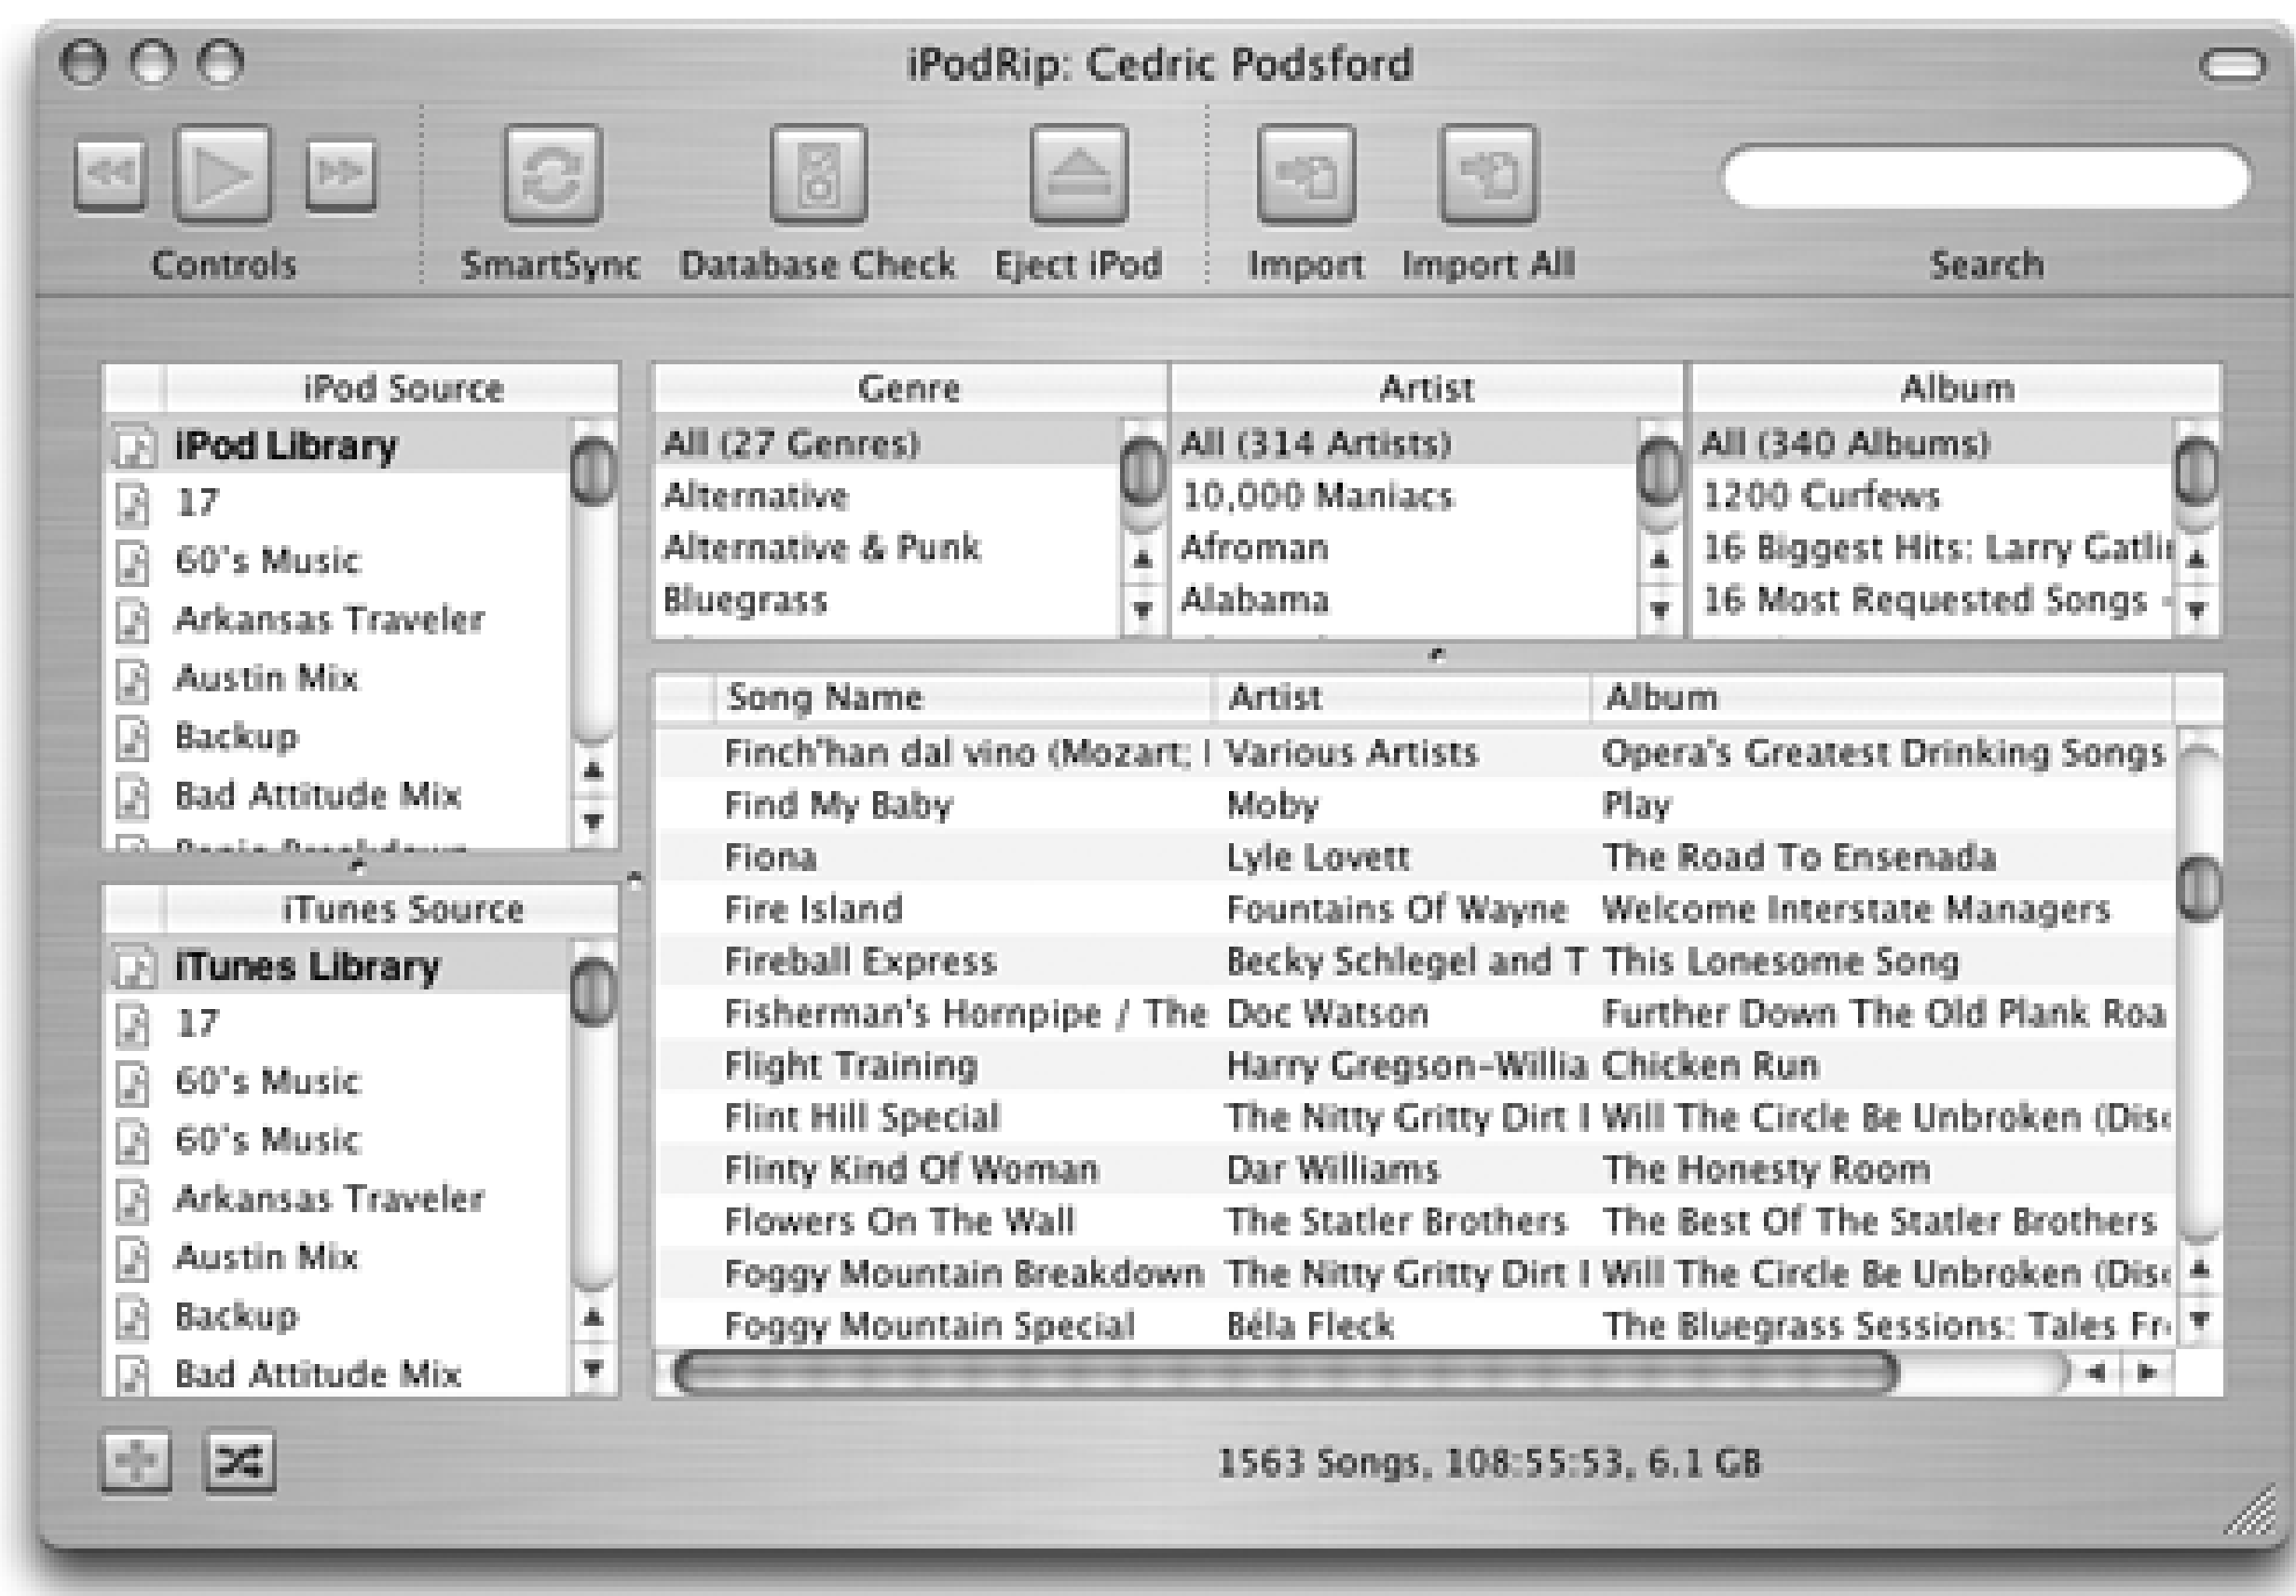 iPodRip: Cedric Podsford
Controls SmartSync Database Check Eject iPod Import Import All Search
iPod Source
iPod Library
17
60's Music
Arkansas Traveler
Austin Mix
Backup
Bad Attitude Mix
iTunes Source
iTunes Library
17
60's Music
60's Music
Arkansas Traveler
Austin Mix
Backup
Bad Attitude Mix
Genre Artist Album
All (27 Genres) All (314 Artists) All (340 Albums)
Alternative 10,000 Maniacs 1200 Curfews
Alternative & Punk Afroman 16 Biggest Hits: Larry Gatlin
Bluegrass Alabama 16 Most Requested Songs -
Song Name Artist Album
Finch'han dal vino (Mozart; Various Artists Opera's Greatest Drinking Songs
Find My Baby Moby Play
Fiona Lyle Lovett The Road To Ensenada
Fire Island Fountains Of Wayne Welcome Interstate Managers
Fireball Express Becky Schlegel and T This Lonesome Song
Fisherman's Hornpipe / The Doc Watson Further Down The Old Plank Roa
Flight Training Harry Gregson-Willia Chicken Run
Flint Hill Special The Nitty Gritty Dirt Will The Circle Be Unbroken (Disc
Flinty Kind Of Woman Dar Williams The Honesty Room
Flowers On The Wall The Statler Brothers The Best Of The Statler Brothers
Foggy Mountain Breakdown The Nitty Gritty Dirt Will The Circle Be Unbroken (Disc
Foggy Mountain Special Béla Fleck The Bluegrass Sessions: Tales Fr
1563 Songs, 108:55:53, 6.1 GB